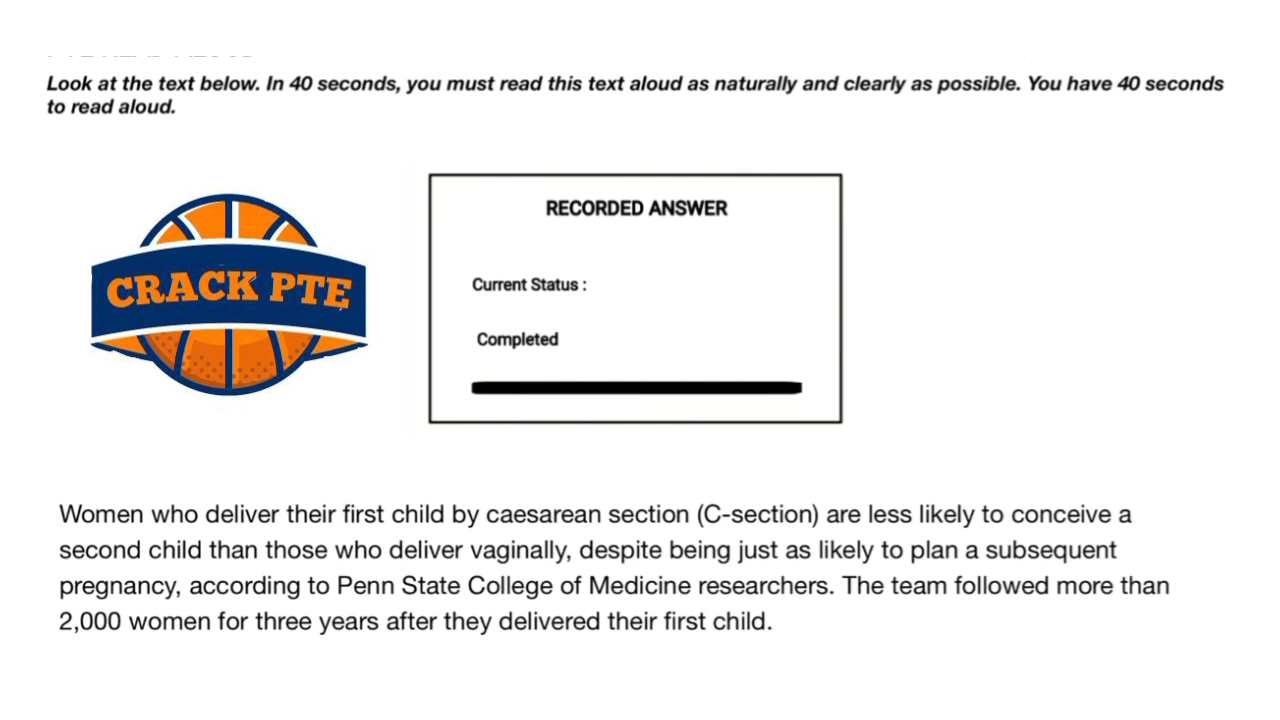 Look at the text below. In 40 seconds, you must read this text aloud as naturally and clearly as possible. You have 40 seconds
to read aloud.
CRACK PTE
RECORDED ANSWER
Current Status :
Completed
Women who deliver their first child by caesarean section (C-section) are less likely to conceive a
second child than those who deliver vaginally, despite being just as likely to plan a subsequent
pregnancy, according to Penn State College of Medicine researchers. The team followed more than
2,000 women for three years after they delivered their first child.